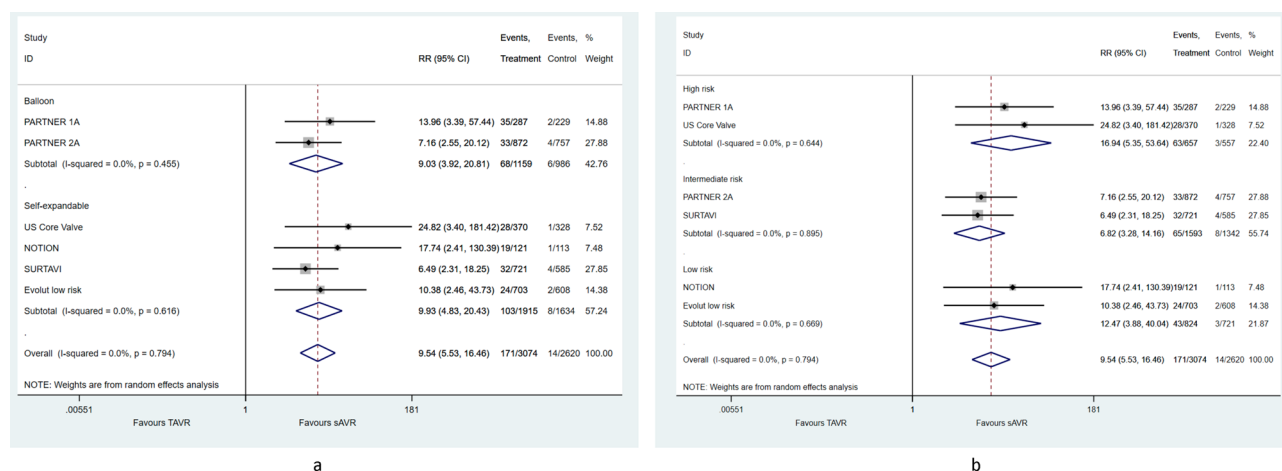 Study Events, Events, %
ID RR (95% CI) Treatment Control Weight
Balloon
PARTNER 1A 13.96 (3.39, 57.44) 35/287 2/229 14.88
PARTNER 2A 7.16 (2.55, 20.12) 33/872 4/757 27.88
Subtotal (I-squared = 0.0%, p = 0.455) 9.03 (3.92, 20.81) 68/1159 6/986 42.76
.
Self-expandable
US Core Valve 24.82 (3.40, 181.42) 28/370 1/328 7.52
NOTION 17.74 (2.41, 130.39) 19/121 1/113 7.48
SURTAVI 6.49 (2.31, 18.25) 32/721 4/585 27.85
Evolut low risk 10.38 (2.46, 43.73) 24/703 2/608 14.38
Subtotal (I-squared = 0.0%, p = 0.616) 9.93 (4.83, 20.43) 103/1915 8/1634 57.24
.
Overall (I-squared = 0.0%, p = 0.794) 9.54 (5.53, 16.46) 171/3074 14/2620 100.00
NOTE: Weights are from random effects analysis
.00551 1 181
Favours TAVR Favours sAVR
a
Study Events, Events, %
ID RR (95% CI) Treatment Control Weight
High risk
PARTNER 1A 13.96 (3.39, 57.44) 35/287 2/229 14.88
US Core Valve 24.82 (3.40, 181.42) 28/370 1/328 7.52
Subtotal (I-squared = 0.0%, p = 0.644) 16.94 (5.35, 53.64) 63/657 3/557 22.40
.
Intermediate risk
PARTNER 2A 7.16 (2.55, 20.12) 33/872 4/757 27.88
SURTAVI 6.49 (2.31, 18.25) 32/721 4/585 27.85
Subtotal (I-squared = 0.0%, p = 0.895) 6.82 (3.28, 14.16) 65/1593 8/1342 55.74
.
Low risk
NOTION 17.74 (2.41, 130.39) 19/121 1/113 7.48
Evolut low risk 10.38 (2.46, 43.73) 24/703 2/608 14.38
Subtotal (I-squared = 0.0%, p = 0.669) 12.47 (3.88, 40.04) 43/824 3/721 21.87
.
Overall (I-squared = 0.0%, p = 0.794) 9.54 (5.53, 16.46) 171/3074 14/2620 100.00
NOTE: Weights are from random effects analysis
.00551 1 181
Favours TAVR Favours sAVR
b